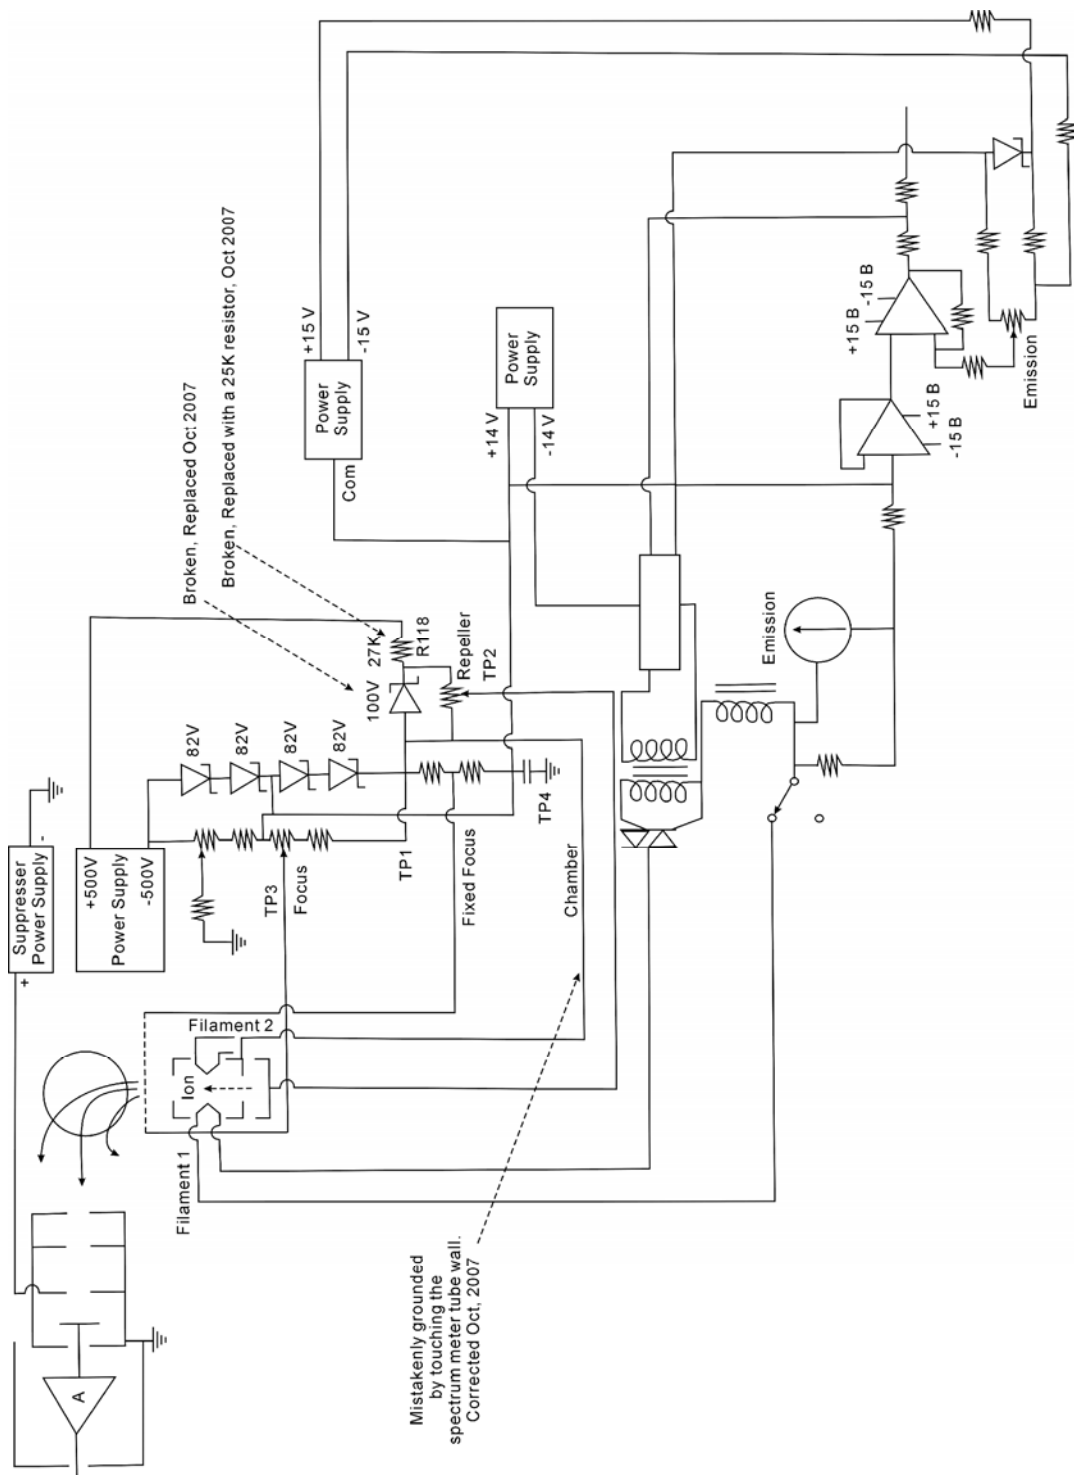 Suppresser
Power Supply
+
-
+500V
-500V
Power Supply
82V
82V
82V
82V
100V
27K
R118
Repeller
TP2
TP3
Focus
TP1
Fixed Focus
TP4
Chamber
Broken, Replaced Oct 2007
Broken, Replaced with a 25K resistor, Oct 2007
Power
Supply
+15 V
-15 V
Com
Power
Supply
+14 V
-14 V
Filament 2
Ion
Filament 1
A
Mistakenly grounded
by touching the
spectrum meter tube wall.
Corrected Oct, 2007
Emission
+15 B
-15 B
+15 B
-15 B
Emission